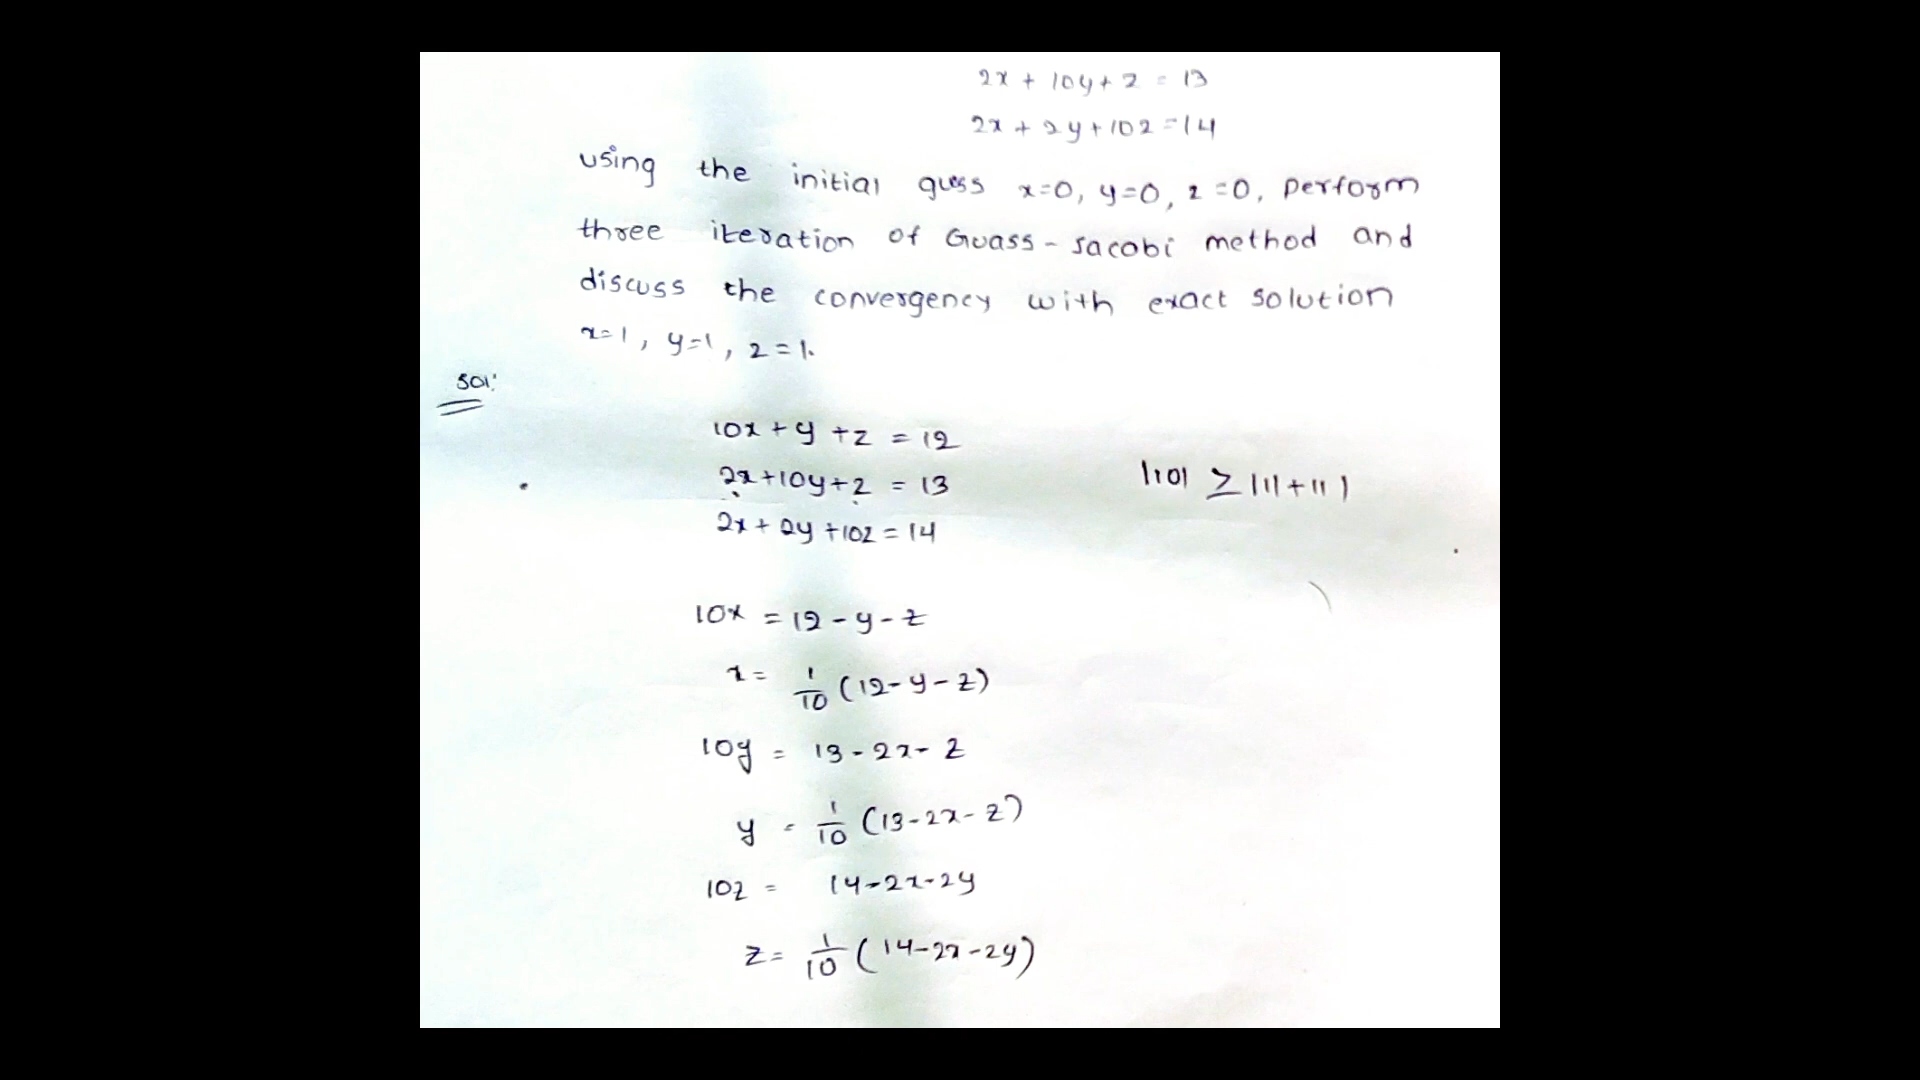 2x + 10y + z = 13
2x + 2y + 10z = 14
using the initial guess x=0, y=0, z=0, perform
three iteration of Guass - Jacobi method and
discuss the convergency with exact solution
x=1, y=1, z=1.
sol:
10x + y + z = 12
2x + 10y + z = 13 |10| ≥ |1|+|1|
2x + 2y + 10z = 14
10x = 12 - y - z
x = 1/10 (12 - y - z)
10y = 13 - 2x - z
y = 1/10 (13 - 2x - z)
10z = 14 - 2x - 2y
z = 1/10 (14 - 2x - 2y)